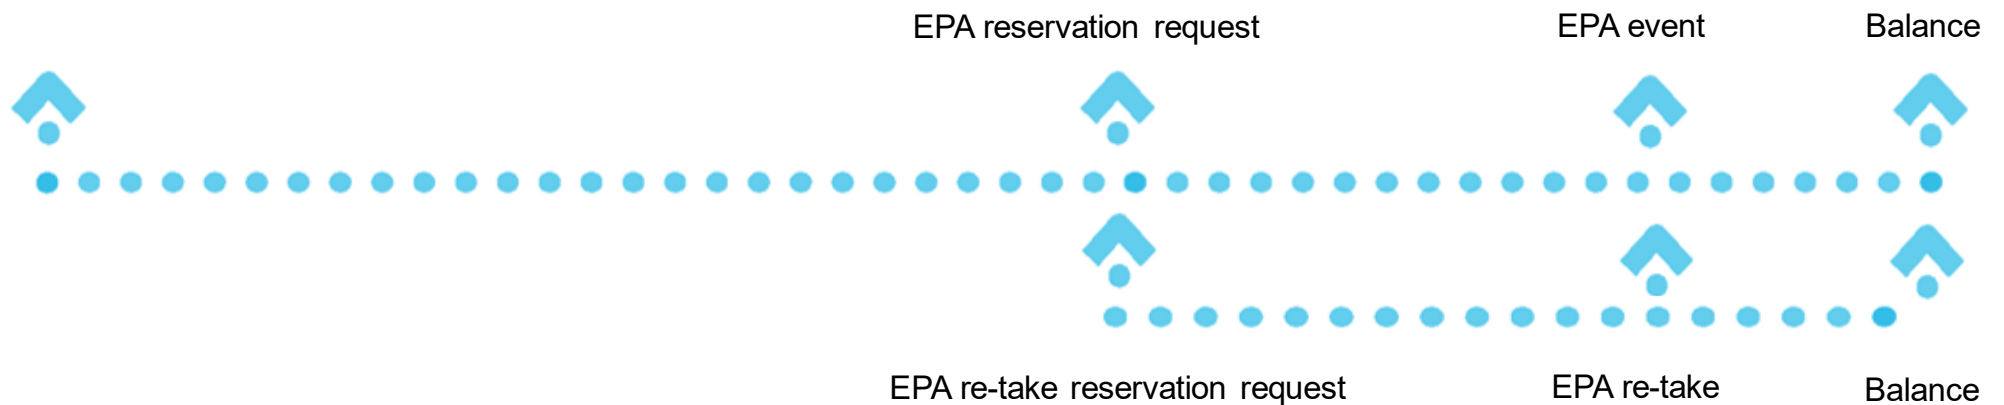 EPA reservation request
EPA event
Balance
EPA re-take reservation request
EPA re-take
Balance